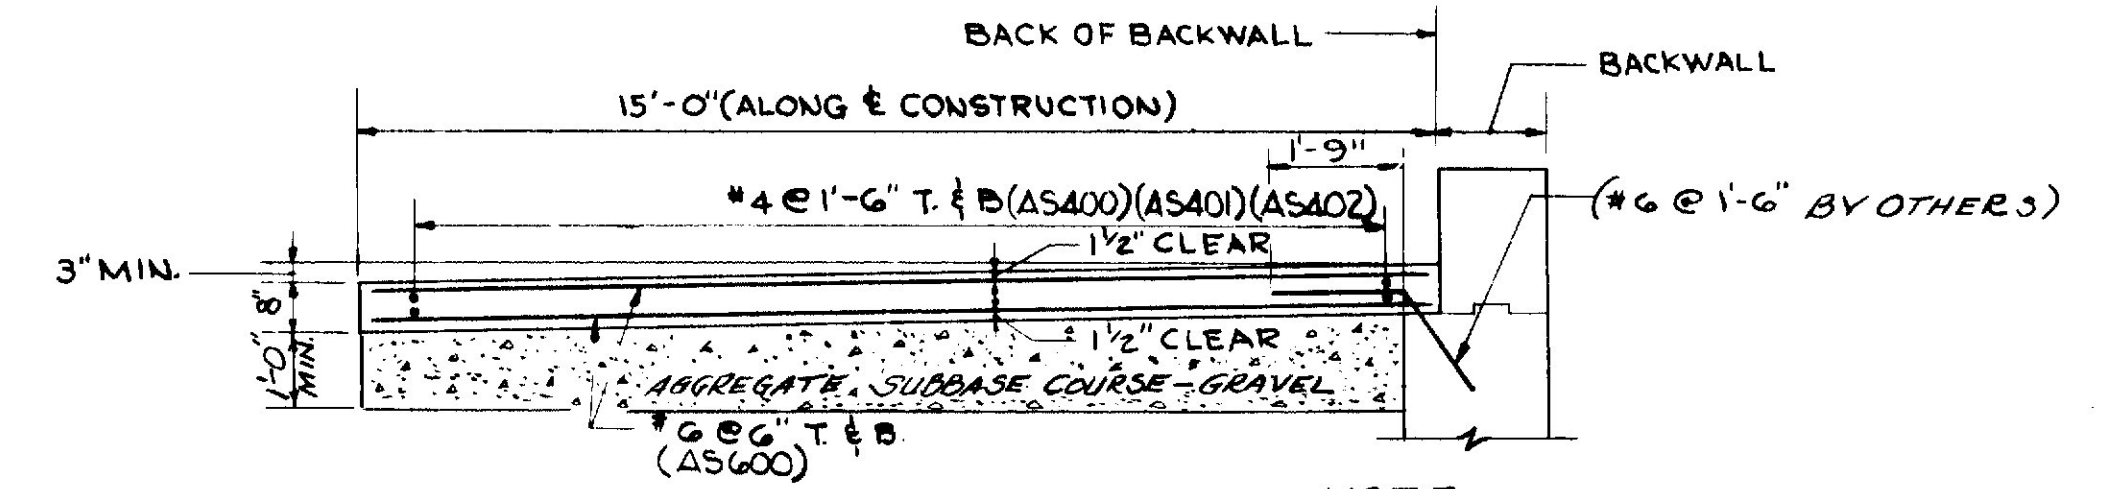 BACK OF BACKWALL
BACKWALL
15'-0" (ALONG ℄ CONSTRUCTION)
1'-9"
#4 @ 1'-6" T. & B (AS400)(AS401)(AS402)
(#6 @ 1'-6" BY OTHERS)
1½" CLEAR
3" MIN.
8"
1½" CLEAR
1'-0" MIN.
AGGREGATE SUBBASE COURSE-GRAVEL
#6 @ 6" T. & B.
(AS600)